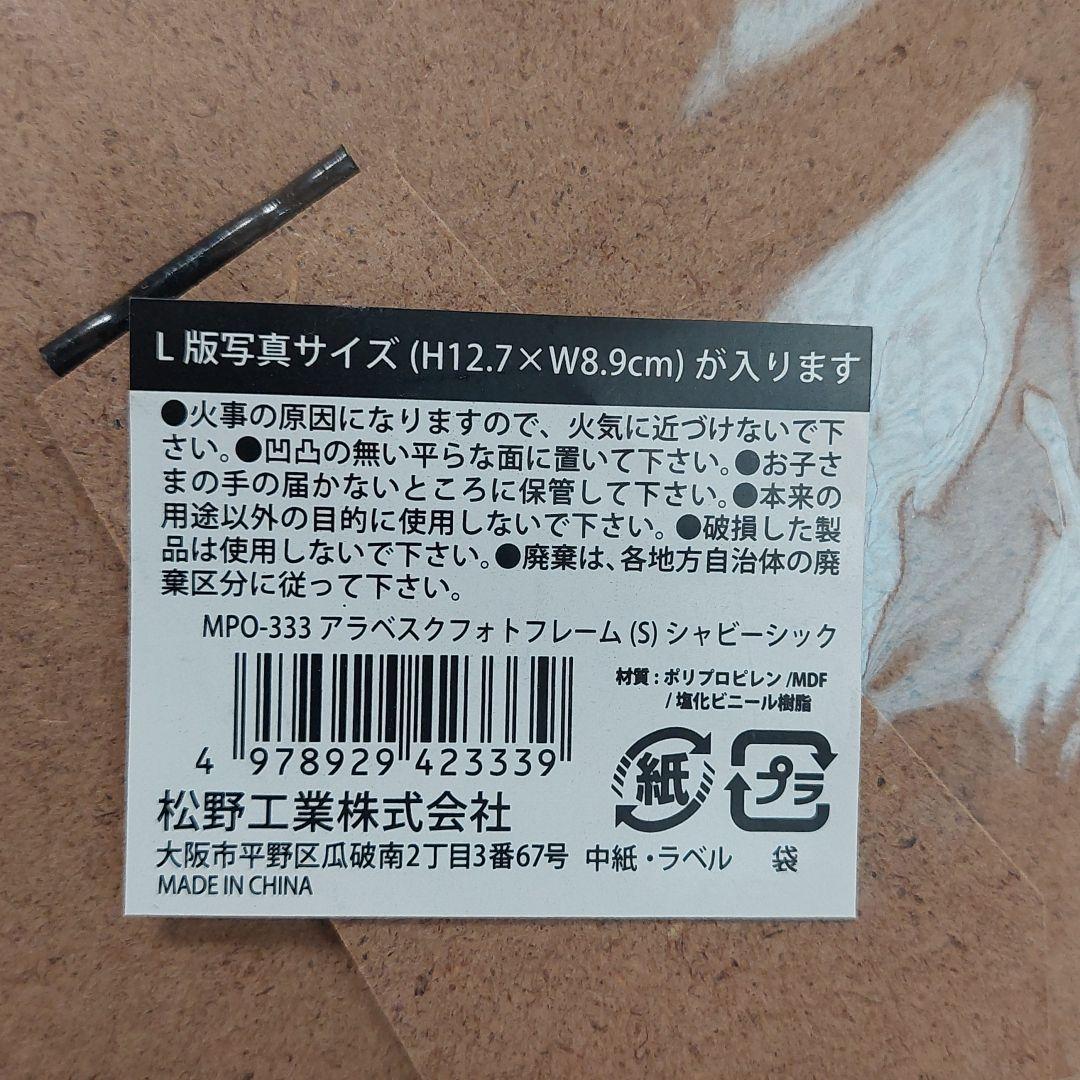 L版写真サイズ (H12.7×W8.9cm) が入ります
●火事の原因になりますので、火気に近づけないで下
さい。●凹凸の無い平らな面に置いて下さい。●お子さ
まの手の届かないところに保管して下さい。●本来の
用途以外の目的に使用しないで下さい。●破損した製
品は使用しないで下さい。●廃棄は、各地方自治体の廃
棄区分に従って下さい。
MPO-333 アラベスクフォトフレーム (S) シャビーシック
材質 : ポリプロピレン /MDF
/ 塩化ビニール樹脂
4 978929 423339
紙 プラ
松野工業株式会社
大阪市平野区瓜破南2丁目3番67号 中紙・ラベル 袋
MADE IN CHINA